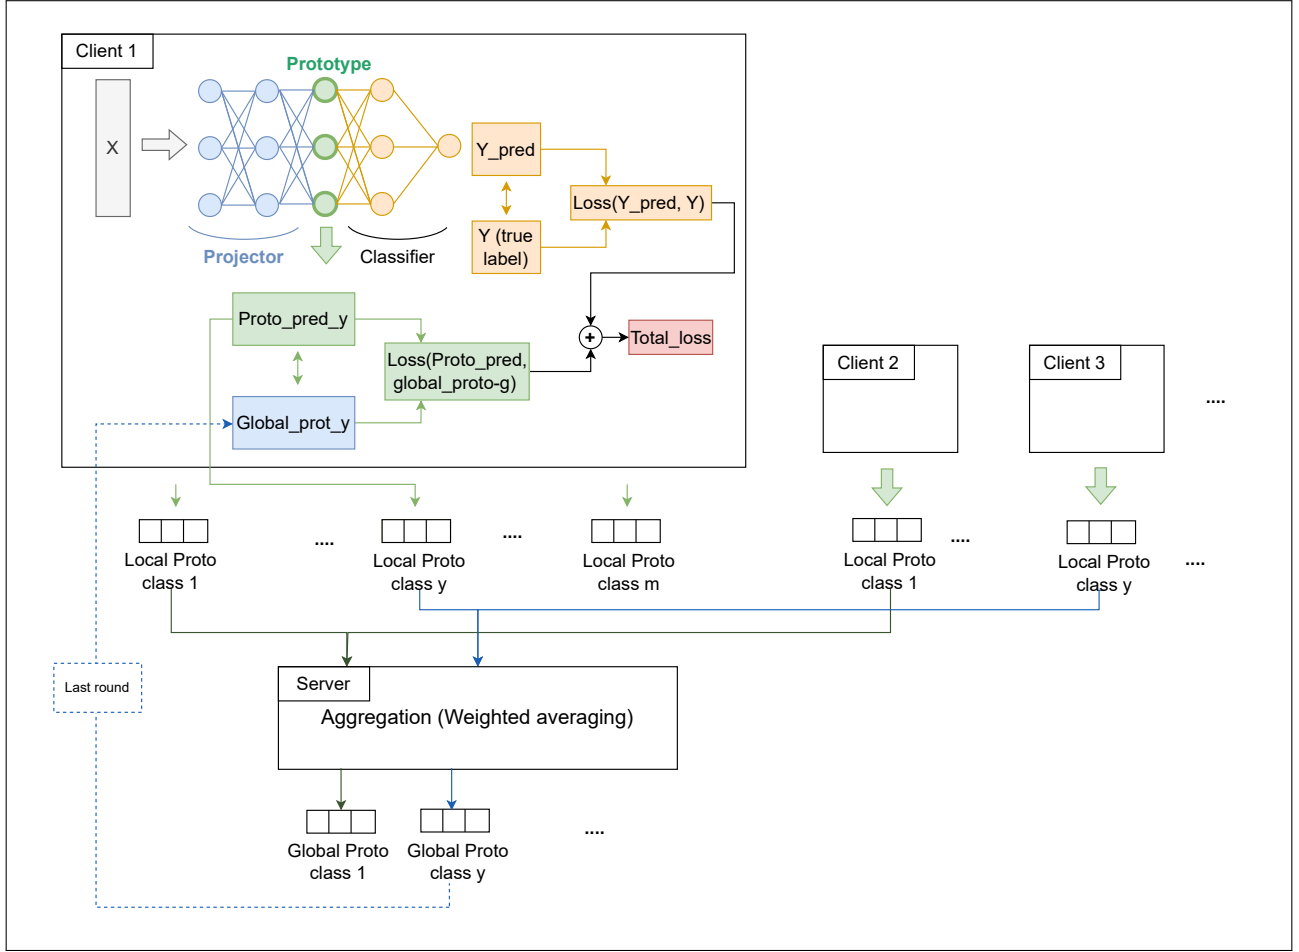 Client 1
Prototype
X
Y_pred
Loss(Y_pred, Y)
Y (true
label)
Projector
Classifier
Proto_pred_y
Loss(Proto_pred,
global_proto-g)
Total_loss
Global_prot_y
Client 2
Client 3
....
Local Proto
class 1
....
Local Proto
class y
....
Local Proto
class m
Local Proto
class 1
....
Local Proto
class y
....
Last round
Server
Aggregation (Weighted averaging)
Global Proto
class 1
Global Proto
class y
....